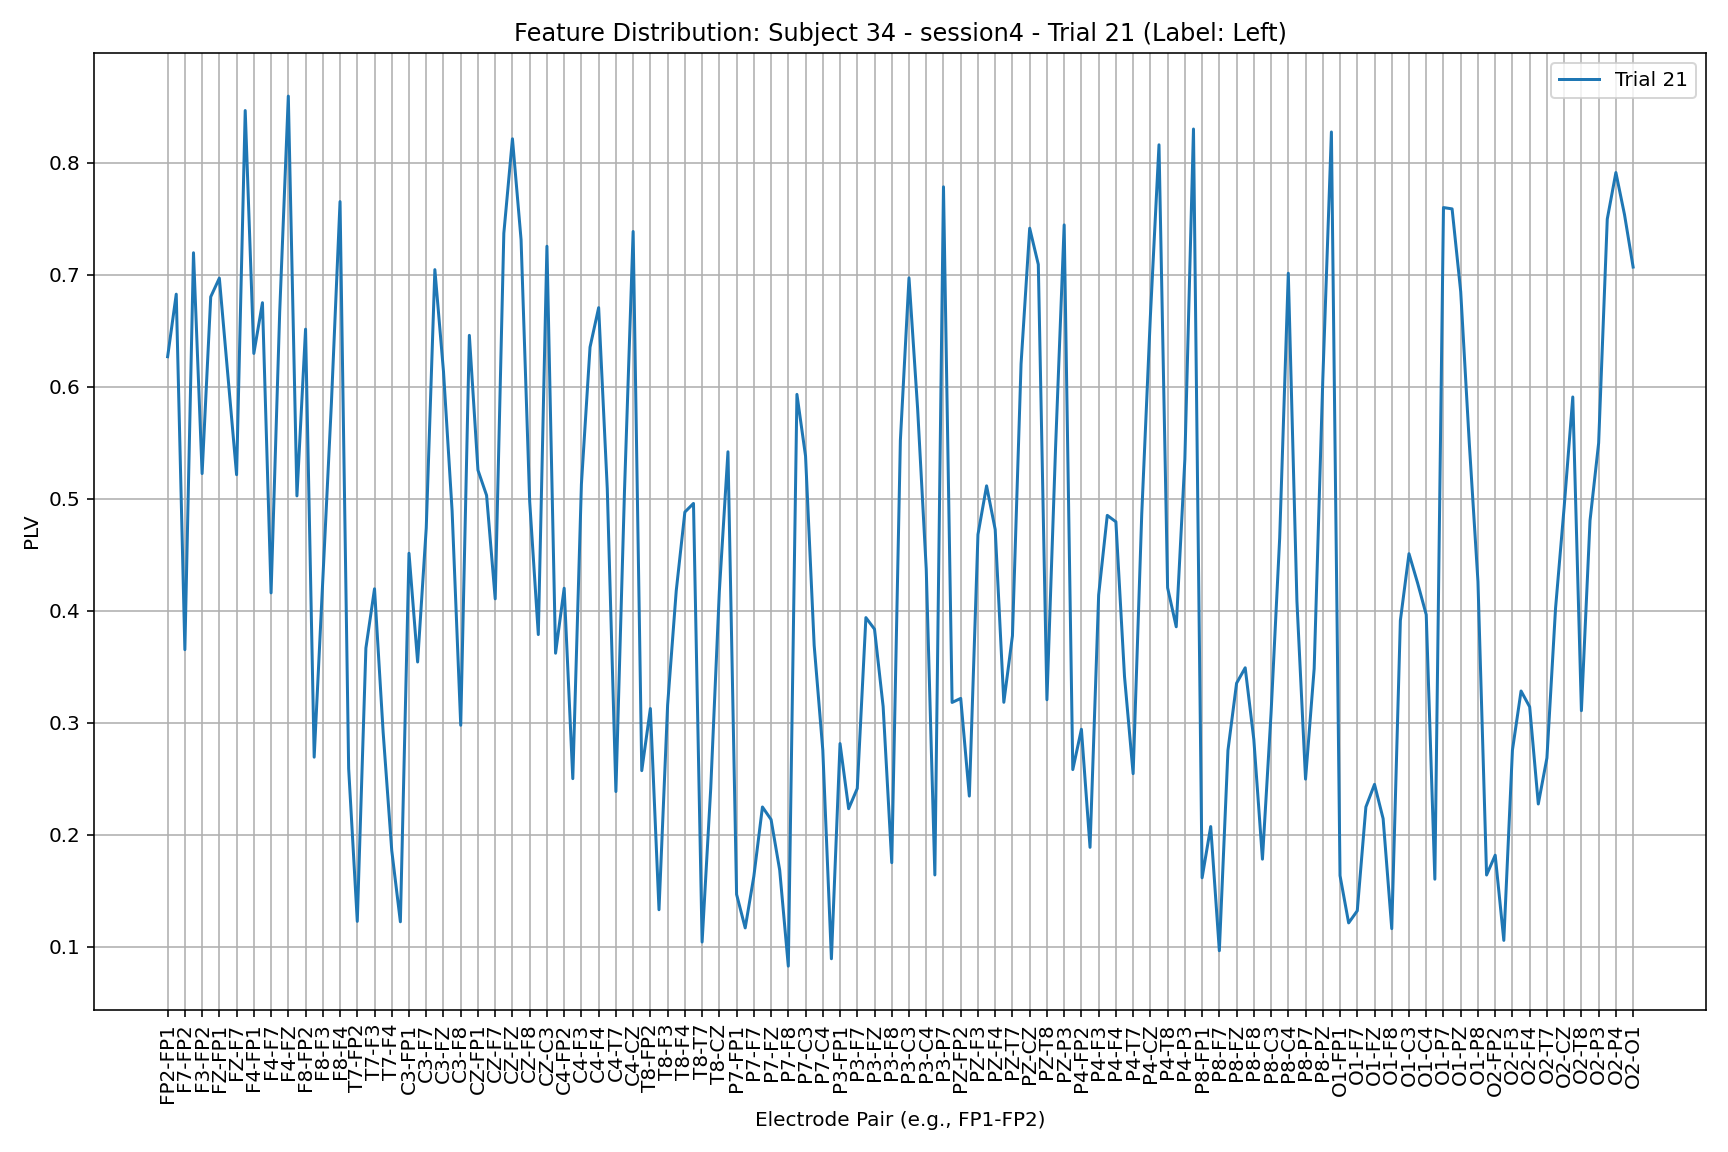 Feature Distribution: Subject 34 - session4 - Trial 21 (Label: Left)
Trial 21
PLV
0.8
0.7
0.6
0.5
0.4
0.3
0.2
0.1
FP2-FP1
F7-FP2
F3-FP2
FZ-FP1
FZ-F7
F4-FP1
F4-F7
F4-FZ
F8-FP2
F8-F3
F8-F4
T7-FP2
T7-F3
T7-F4
C3-FP1
C3-F7
C3-FZ
C3-F8
CZ-FP1
CZ-F7
CZ-FZ
CZ-F8
CZ-C3
C4-FP2
C4-F3
C4-F4
C4-T7
C4-CZ
T8-FP2
T8-F3
T8-F4
T8-T7
T8-CZ
P7-FP1
P7-F7
P7-FZ
P7-F8
P7-C3
P7-C4
P3-FP1
P3-F7
P3-FZ
P3-F8
P3-C3
P3-C4
P3-P7
PZ-FP2
PZ-F3
PZ-F4
PZ-T7
PZ-CZ
PZ-T8
PZ-P3
P4-FP2
P4-F3
P4-F4
P4-T7
P4-CZ
P4-T8
P4-P3
P8-FP1
P8-F7
P8-FZ
P8-F8
P8-C3
P8-C4
P8-P7
P8-PZ
O1-FP1
O1-F7
O1-FZ
O1-F8
O1-C3
O1-C4
O1-P7
O1-PZ
O1-P8
O2-FP2
O2-F3
O2-F4
O2-T7
O2-CZ
O2-T8
O2-P3
O2-P4
O2-O1
Electrode Pair (e.g., FP1-FP2)